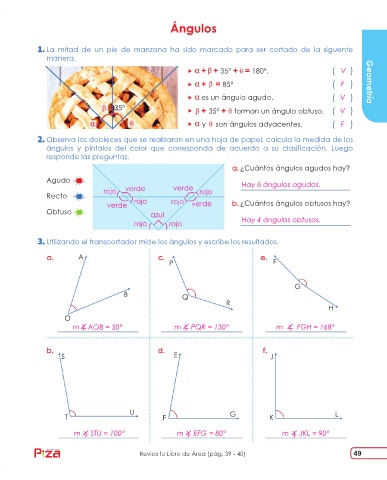 Ángulos
1. La mitad de un pie de manzana ha sido marcado para ser cortado de la siguente
manera.
α + β + 35° + θ = 180°. ( V )
α + β = 85° ( F )
α es un ángulo agudo. ( V )
β + 35° + θ forman un ángulo obtuso. ( V )
α y θ son ángulos adyacentes. ( F )
β 35°
α θ
Geometría
2. Observa los dobleces que se realizaron en una hoja de papel, calcula la medida de los
ángulos y píntalos del color que corresponda de acuerdo a su clasificación. Luego
responde las preguntas.
Agudo
Recto
Obtuso
rojo verde verde rojo
verde rojo rojo verde
azul
rojo rojo
a. ¿Cuántos ángulos agudos hay?
Hay 6 ángulos agudos.
b. ¿Cuántos ángulos obtusos hay?
Hay 4 ángulos obtusos.
3. Utilizando el transportador mide los ángulos y escribe los resultados.
a. A B O
m ∡ AOB = 50°
c. P Q R
m ∡ PQR = 130°
e. F G H
m ∡ FGH = 168°
b. S T U
m ∡ STU = 100°
d. E F G
m ∡ EFG = 80°
f. J K L
m ∡ JKL = 90°
Piza
Revisa tu Libro de Área (pág. 39 - 40)
49